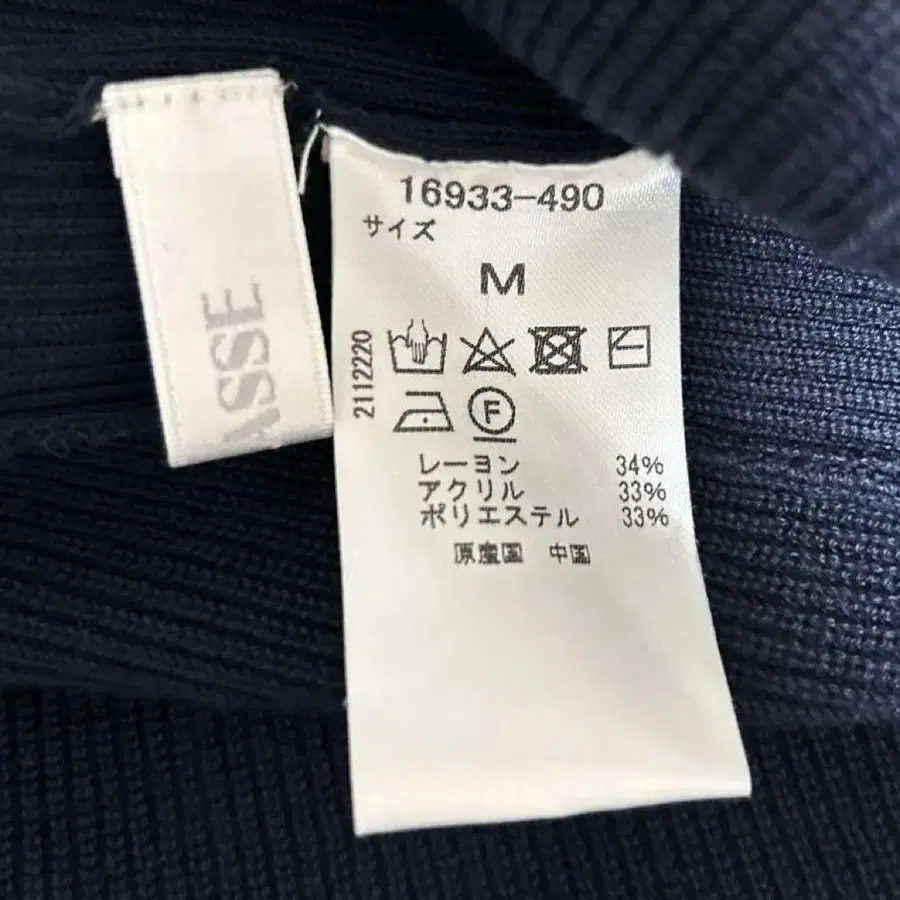 ASSE
16933-490
サイズ
M
2112220
F
レーヨン 34%
アクリル 33%
ポリエステル 33%
原産国 中国